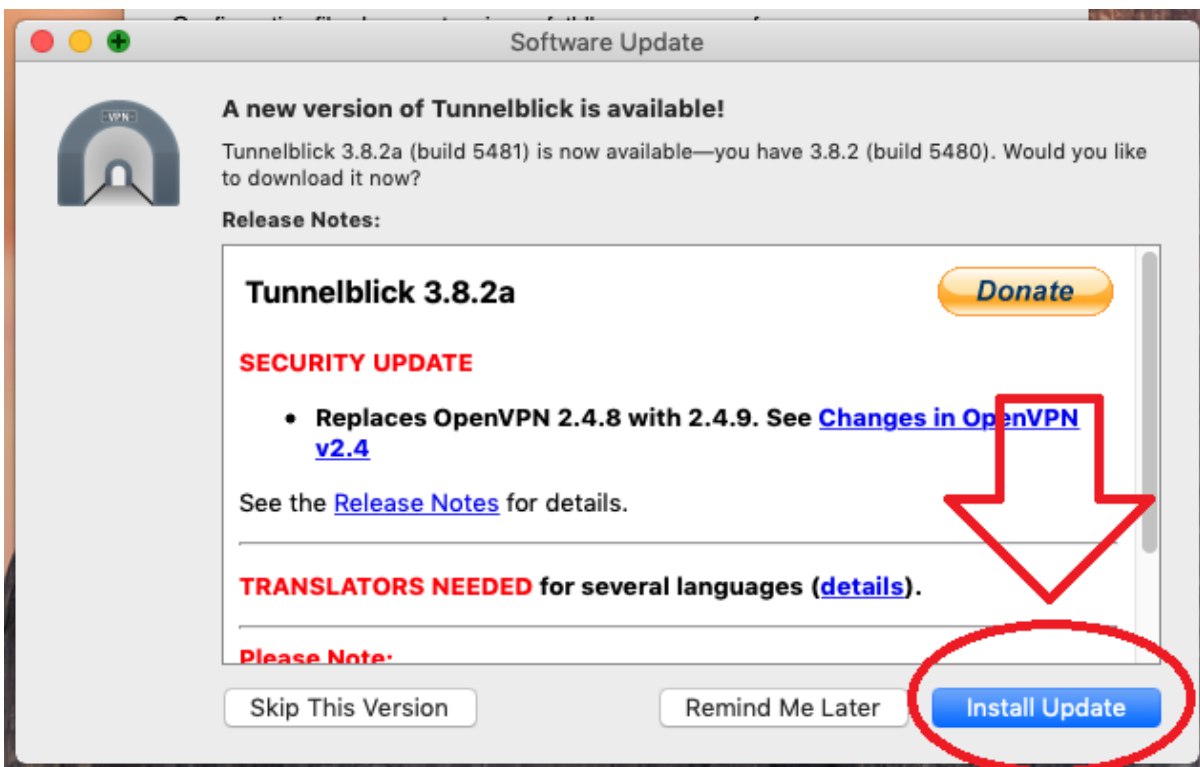 Software Update
VPN
A new version of Tunnelblick is available!
Tunnelblick 3.8.2a (build 5481) is now available—you have 3.8.2 (build 5480). Would you like
to download it now?
Release Notes:
Tunnelblick 3.8.2a
Donate
SECURITY UPDATE
• Replaces OpenVPN 2.4.8 with 2.4.9. See Changes in OpenVPN
v2.4
See the Release Notes for details.
TRANSLATORS NEEDED for several languages (details).
Please Note:
Skip This Version
Remind Me Later
Install Update